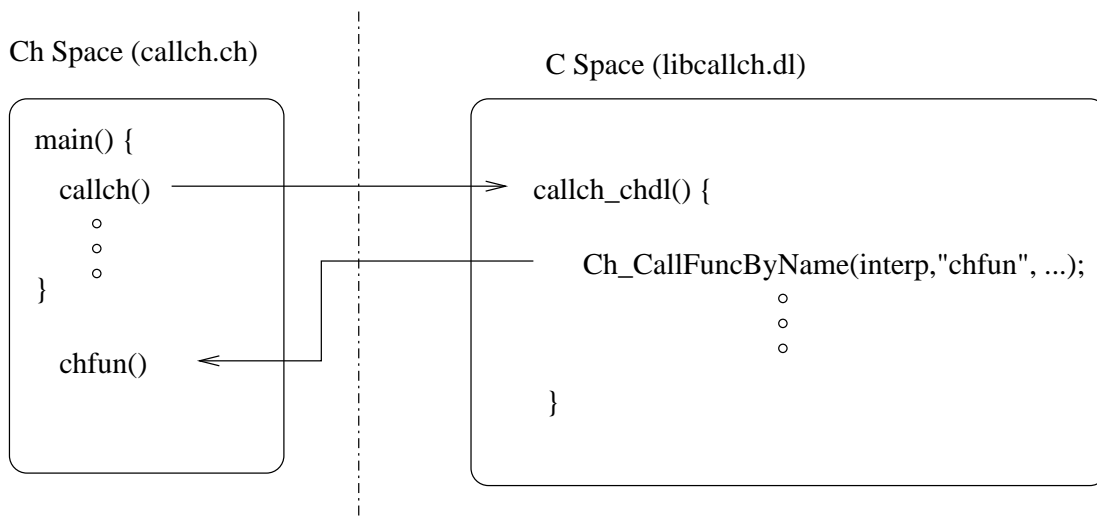 Ch Space (callch.ch)
main() {
callch()
}
chfun()
C Space (libcallch.dl)
callch_chdl() {
Ch_CallFuncByName(interp,"chfun", ...);
}